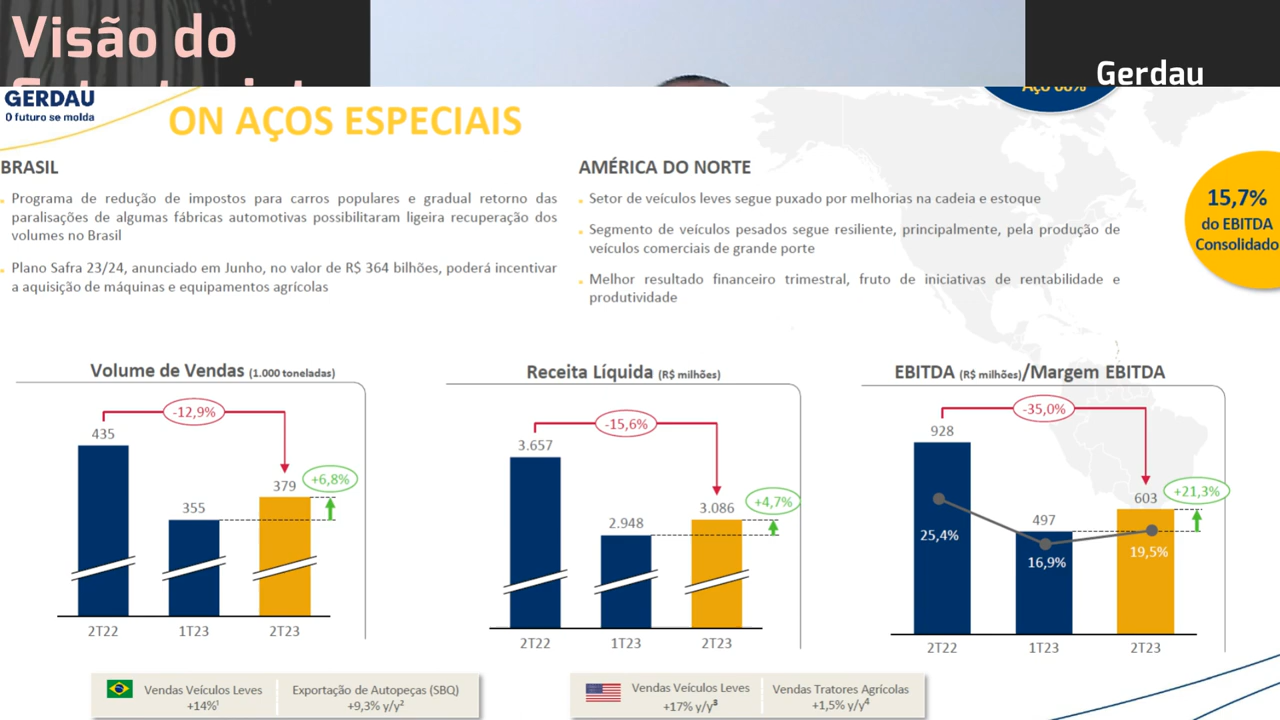 Visão do
Gerdau
GERDAU
O futuro se molda
ON AÇOS ESPECIAIS
BRASIL
Programa de redução de impostos para carros populares e gradual retorno das
paralisações de algumas fábricas automotivas possibilitaram ligeira recuperação dos
volumes no Brasil
Plano Safra 23/24, anunciado em Junho, no valor de R$ 364 bilhões, poderá incentivar
a aquisição de máquinas e equipamentos agrícolas
AMÉRICA DO NORTE
Setor de veículos leves segue puxado por melhorias na cadeia e estoque
Segmento de veículos pesados segue resiliente, principalmente, pela produção de
veículos comerciais de grande porte
Melhor resultado financeiro trimestral, fruto de iniciativas de rentabilidade e
produtividade
15,7%
do EBITDA
Consolidado
Volume de Vendas (1.000 toneladas)
-12,9%
435
355
379
+6,8%
2T22 1T23 2T23
Receita Líquida (R$ milhões)
-15,6%
3.657
2.948
3.086
+4,7%
2T22 1T23 2T23
EBITDA (R$ milhões)/Margem EBITDA
-35,0%
928
497
603
+21,3%
25,4%
16,9%
19,5%
2T22 1T23 2T23
Vendas Veículos Leves
+14%¹
Exportação de Autopeças (SBQ)
+9,3% y/y²
Vendas Veículos Leves
+17% y/y³
Vendas Tratores Agrícolas
+1,5% y/y⁴